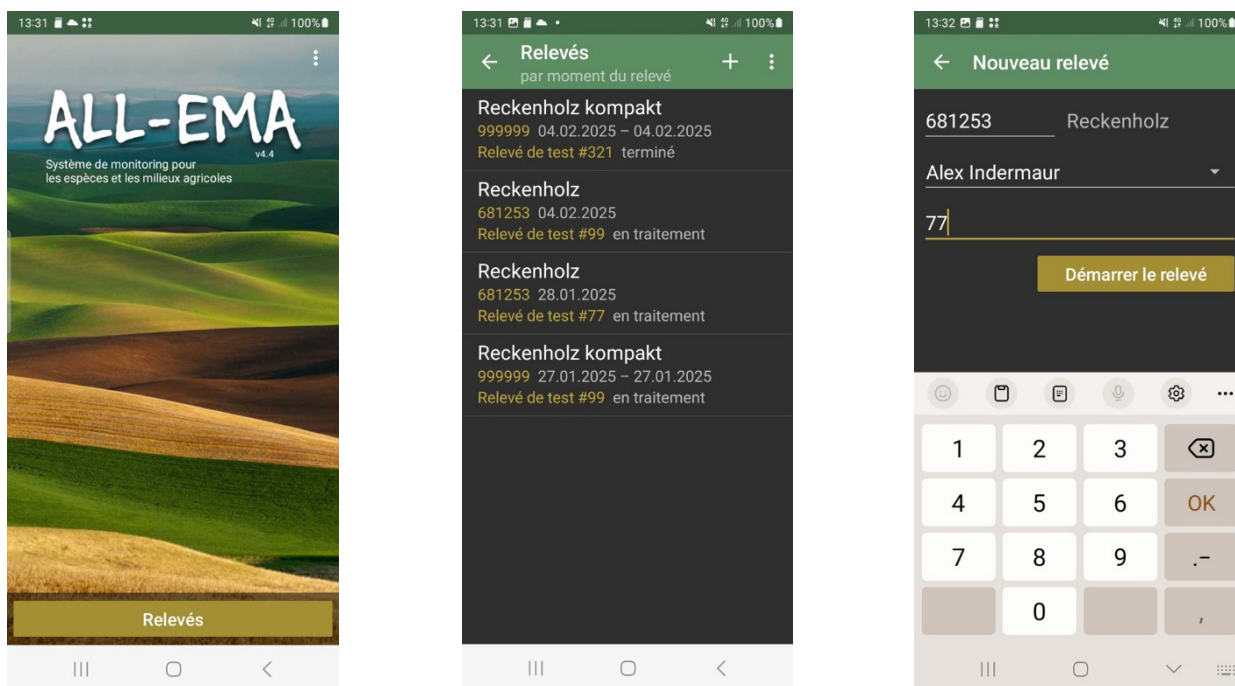 13:31 100%
ALL-EMA
v4.4
Système de monitoring pour
les espèces et les milieux agricoles
Relevés
13:31 100%
Relevés
par moment du relevé
Reckenholz kompakt
999999 04.02.2025 – 04.02.2025
Relevé de test #321 terminé
Reckenholz
681253 04.02.2025
Relevé de test #99 en traitement
Reckenholz
681253 28.01.2025
Relevé de test #77 en traitement
Reckenholz kompakt
999999 27.01.2025 – 27.01.2025
Relevé de test #99 en traitement
13:32 100%
Nouveau relevé
681253 Reckenholz
Alex Indermaur
77
Démarrer le relevé
1 2 3
4 5 6 OK
7 8 9 .-
0 ,